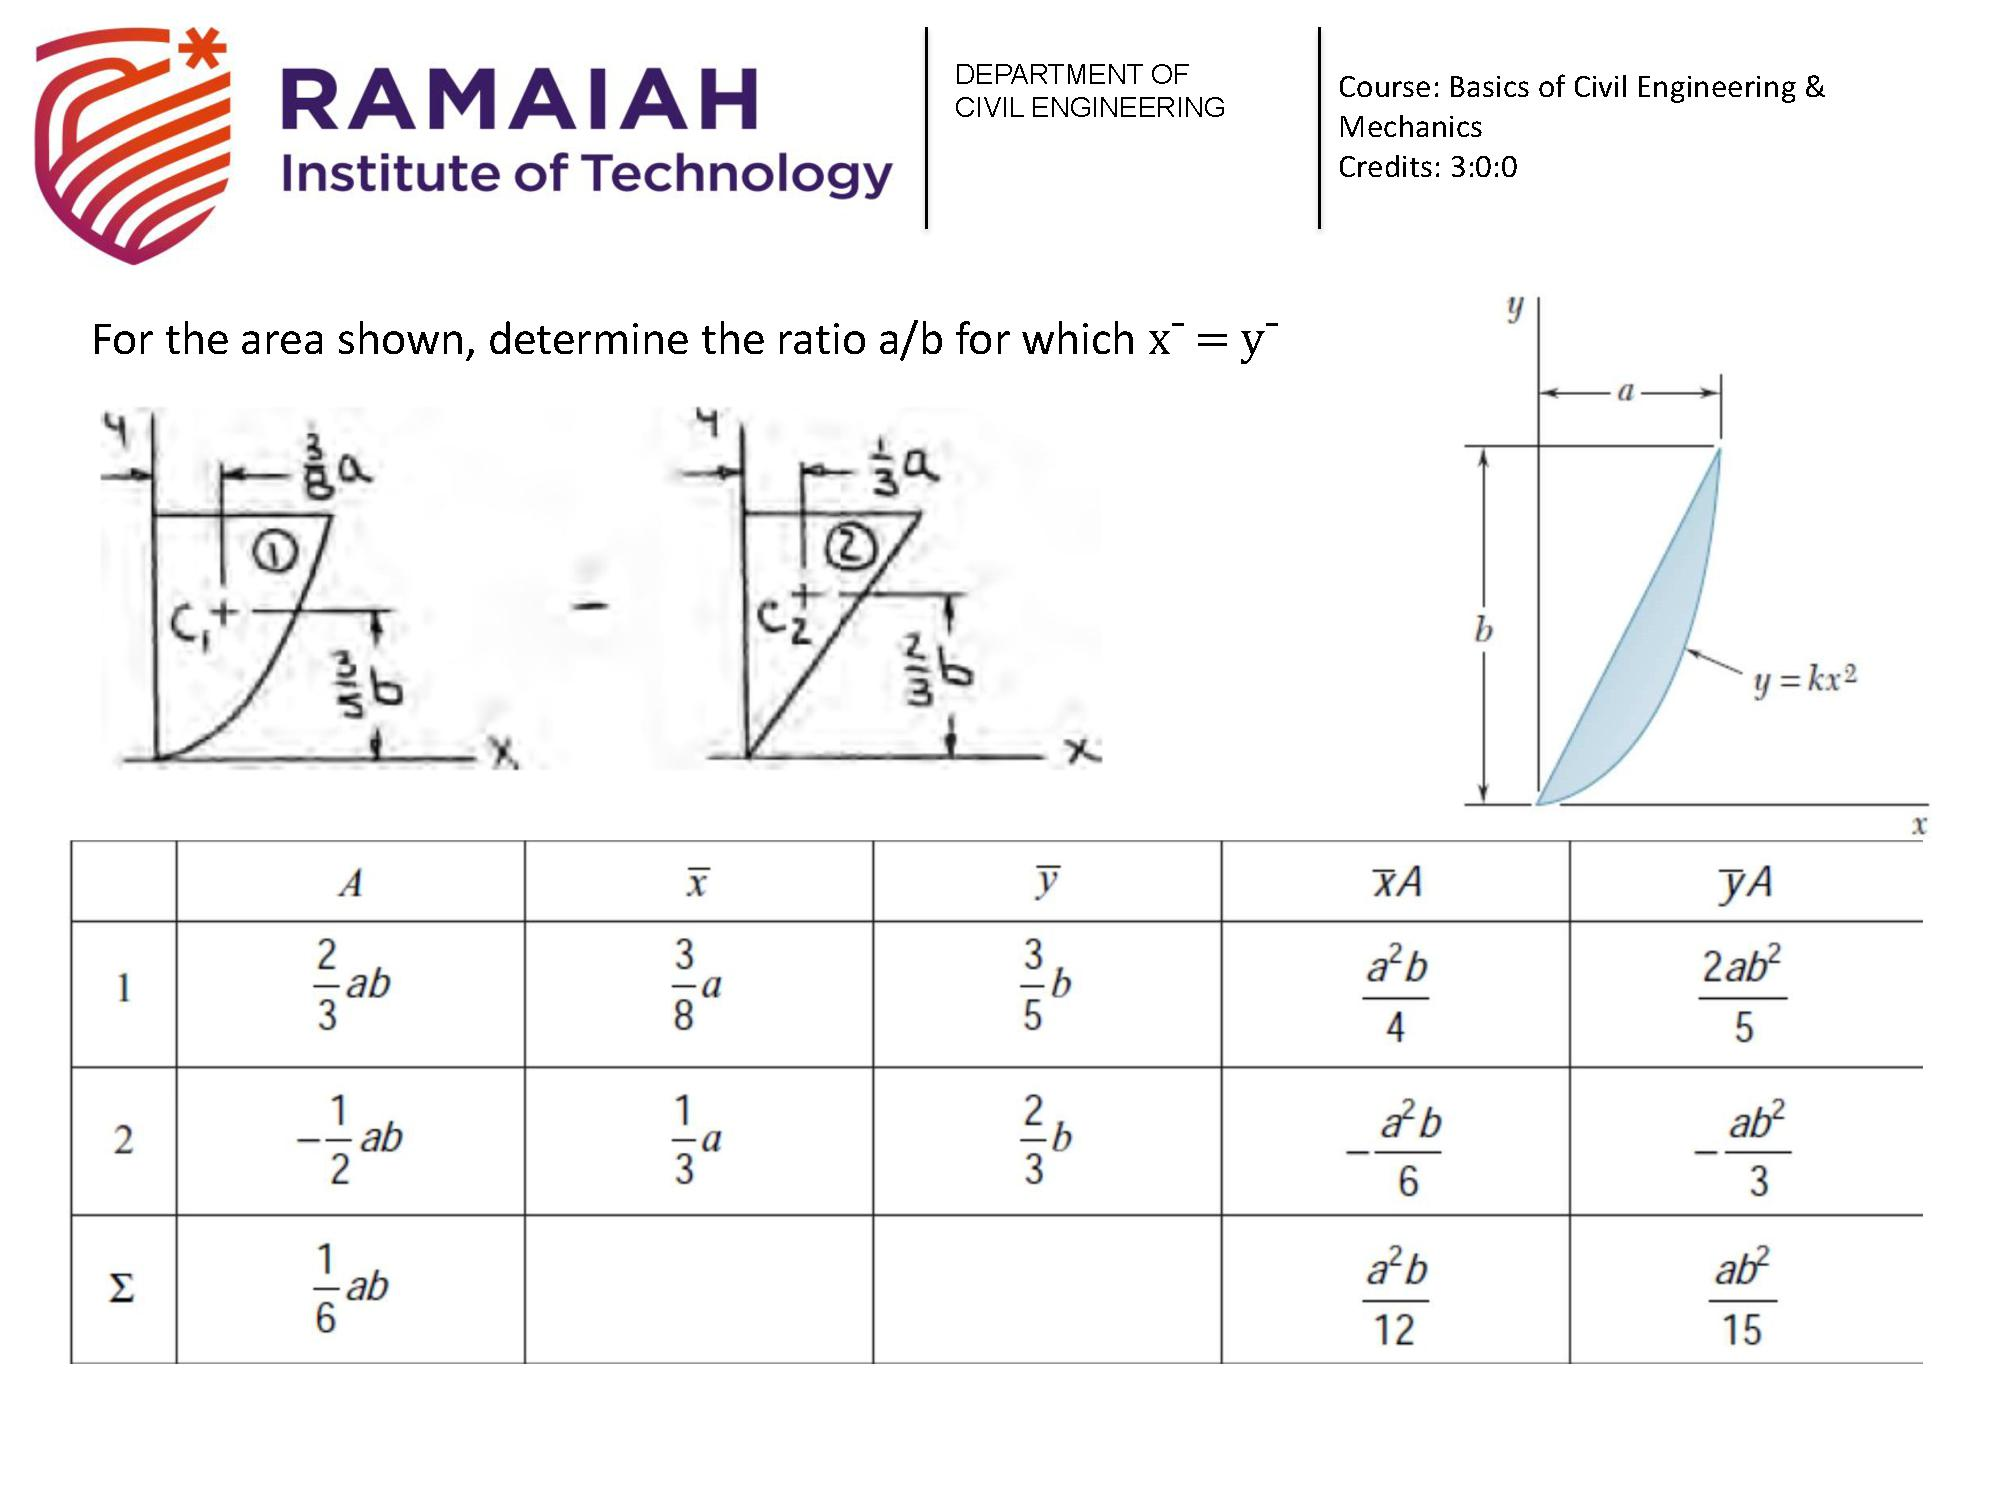 RAMAIAH
Institute of Technology
DEPARTMENT OF
CIVIL ENGINEERING
Course: Basics of Civil Engineering &
Mechanics
Credits: 3:0:0
For the area shown, determine the ratio a/b for which x¯ = y¯
y
3/8 a
1
C₁
3/5 b
x
–
y
1/3 a
2
C₂
2/3 b
x
y
a
b
y = kx²
x
A x̅ y̅ x̅A y̅A
1 2/3 ab 3/8 a 3/5 b a²b/4 2ab²/5
2 –1/2 ab 1/3 a 2/3 b –a²b/6 –ab²/3
Σ 1/6 ab a²b/12 ab²/15